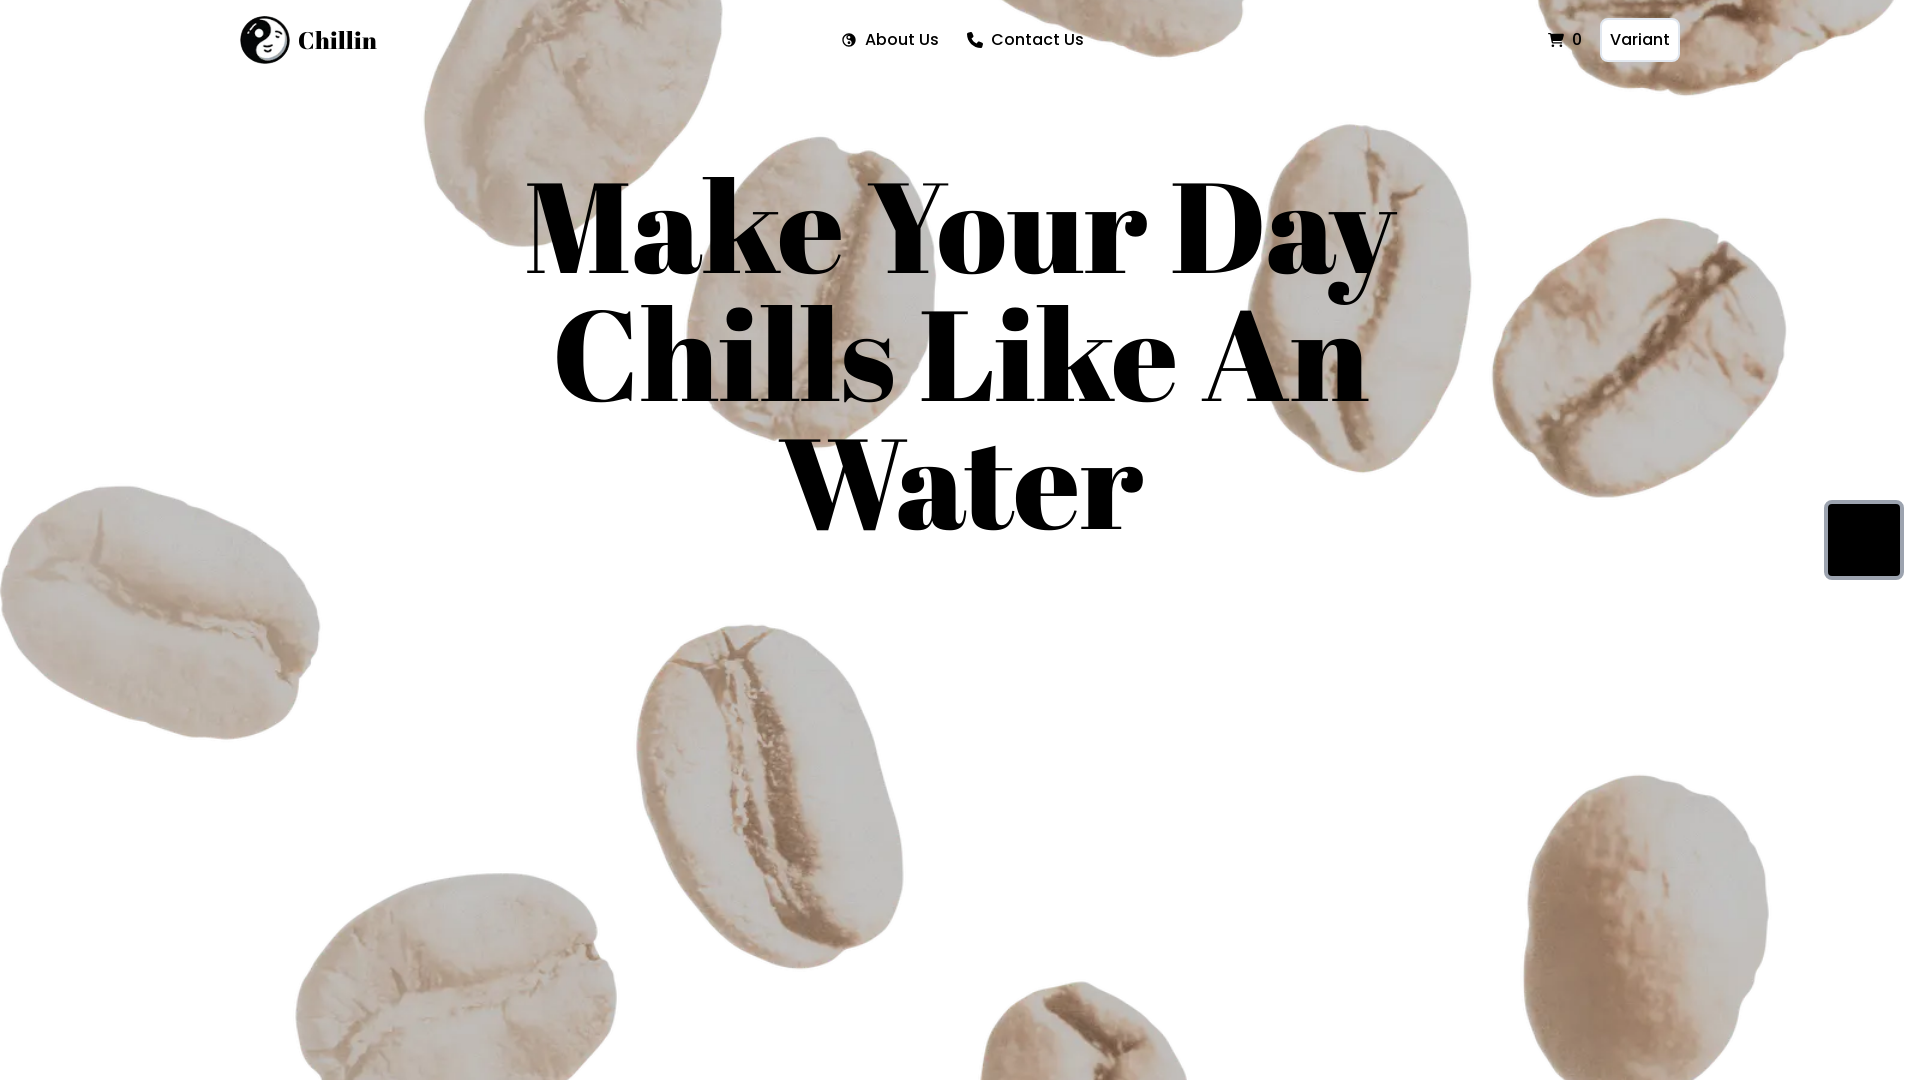 Chillin
About Us
Contact Us
0
Variant
Make Your Day
Chills Like An
Water